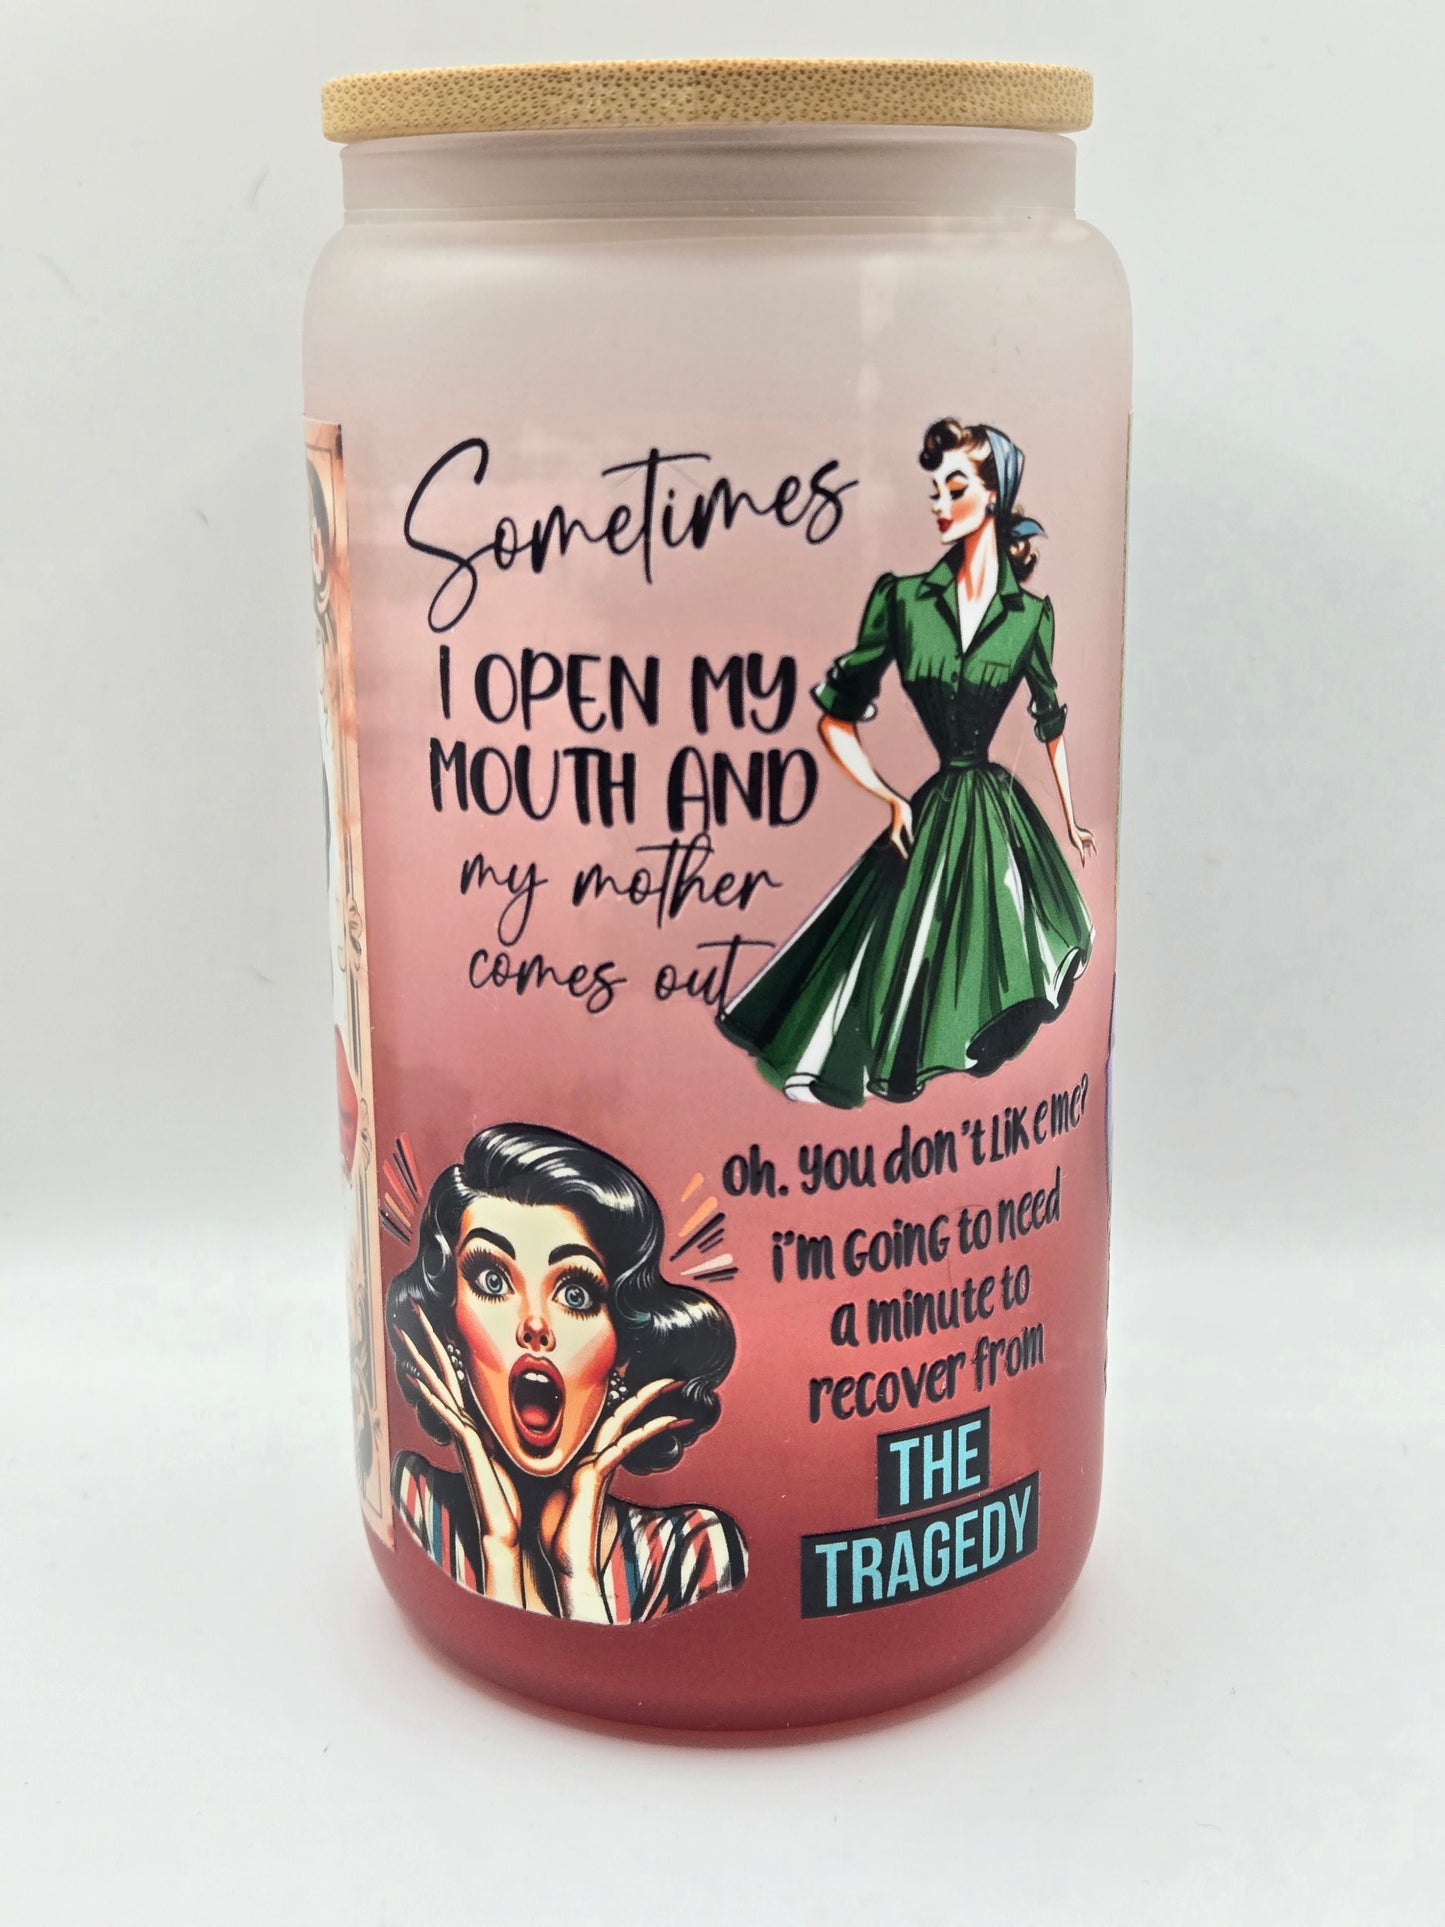 Sometimes
I OPEN MY
MOUTH AND
my mother
comes out
oh. you don't like me?
i'm GoinG to need
a minute to
recover from
THE
TRAGEDY